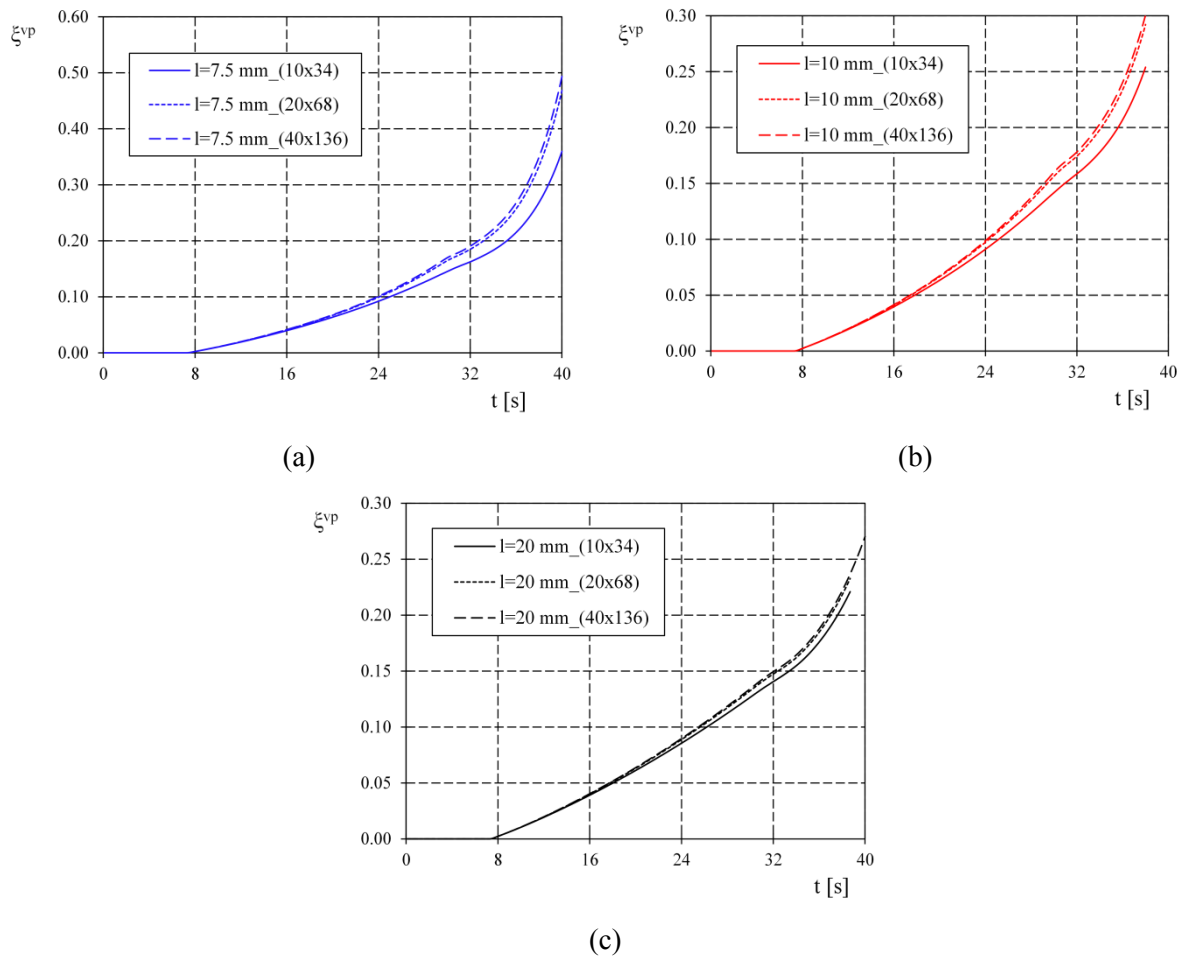 ξvp
0.60
0.50
0.40
0.30
0.20
0.10
0.00
l=7.5 mm_(10x34)
l=7.5 mm_(20x68)
l=7.5 mm_(40x136)
0 8 16 24 32 40
t [s]
(a)
ξvp
0.30
0.25
0.20
0.15
0.10
0.05
0.00
l=10 mm_(10x34)
l=10 mm_(20x68)
l=10 mm_(40x136)
0 8 16 24 32 40
t [s]
(b)
ξvp
0.30
0.25
0.20
0.15
0.10
0.05
0.00
l=20 mm_(10x34)
l=20 mm_(20x68)
l=20 mm_(40x136)
0 8 16 24 32 40
t [s]
(c)